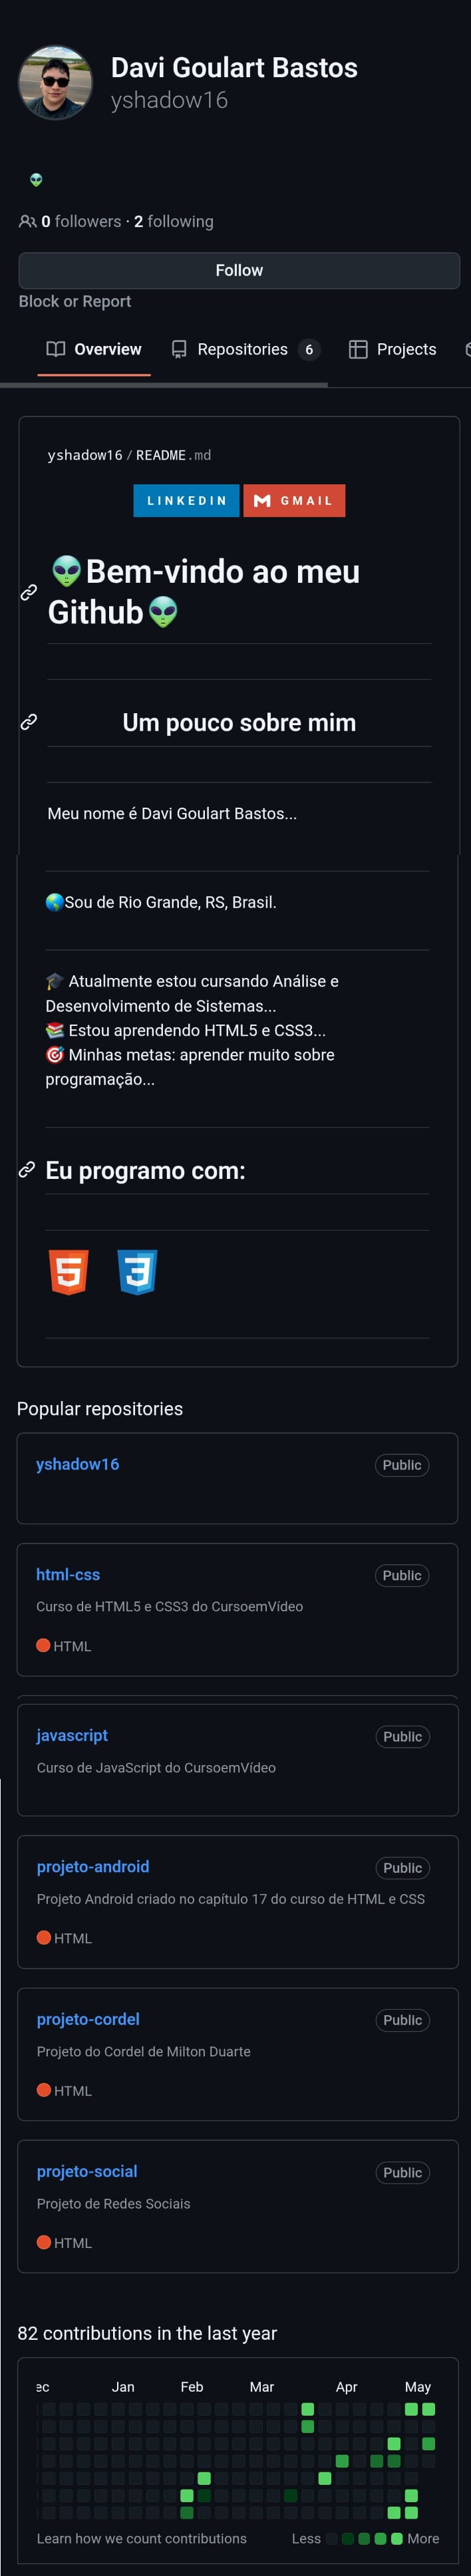 Davi Goulart Bastos
yshadow16
👽
0 followers · 2 following
Follow
Block or Report
Overview Repositories 6 Projects
yshadow16 / README.md
LINKEDIN GMAIL
👽Bem-vindo ao meu
Github👽
Um pouco sobre mim
Meu nome é Davi Goulart Bastos...
🌎Sou de Rio Grande, RS, Brasil.
🎓 Atualmente estou cursando Análise e
Desenvolvimento de Sistemas...
📚 Estou aprendendo HTML5 e CSS3...
🎯 Minhas metas: aprender muito sobre
programação...
Eu programo com:
5 3
Popular repositories
yshadow16 Public
html-css Public
Curso de HTML5 e CSS3 do CursoemVídeo
HTML
javascript Public
Curso de JavaScript do CursoemVídeo
projeto-android Public
Projeto Android criado no capítulo 17 do curso de HTML e CSS
HTML
projeto-cordel Public
Projeto do Cordel de Milton Duarte
HTML
projeto-social Public
Projeto de Redes Sociais
HTML
82 contributions in the last year
ec Jan Feb Mar Apr May
Learn how we count contributions Less More